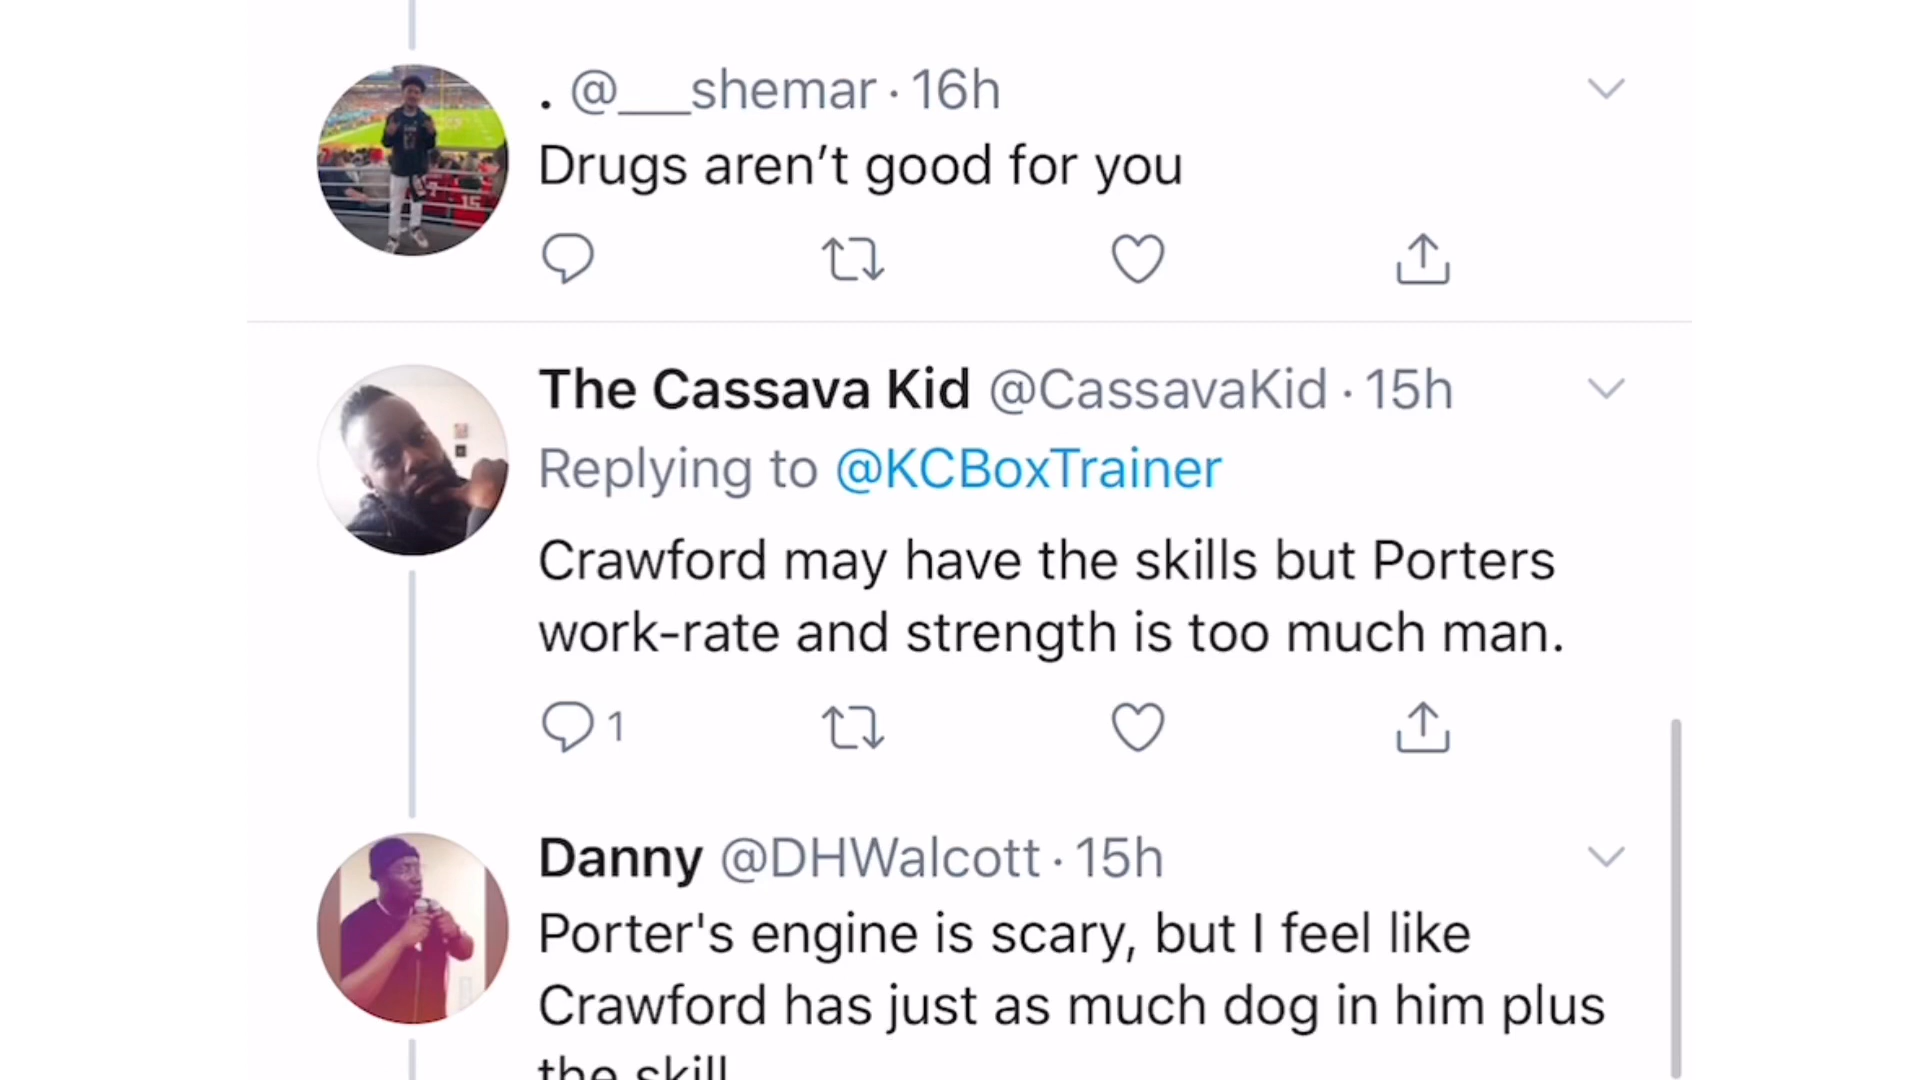 . @___shemar · 16h
Drugs aren’t good for you
The Cassava Kid @CassavaKid · 15h
Replying to @KCBoxTrainer
Crawford may have the skills but Porters
work-rate and strength is too much man.
1
Danny @DHWalcott · 15h
Porter's engine is scary, but I feel like
Crawford has just as much dog in him plus
the skill